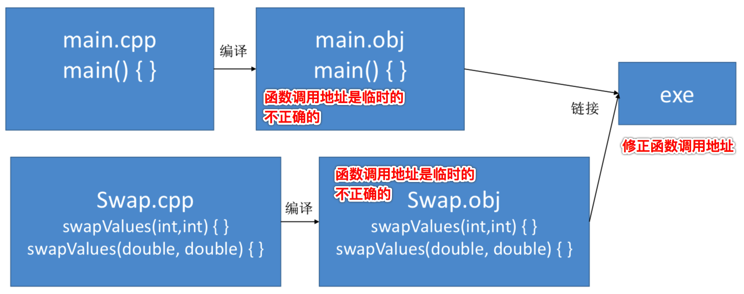 main.cpp
main() { }
编译
main.obj
main() { }
函数调用地址是临时的
不正确的
链接
exe
修正函数调用地址
Swap.cpp
swapValues(int,int) { }
swapValues(double, double) { }
编译
函数调用地址是临时的
不正确的
Swap.obj
swapValues(int,int) { }
swapValues(double, double) { }